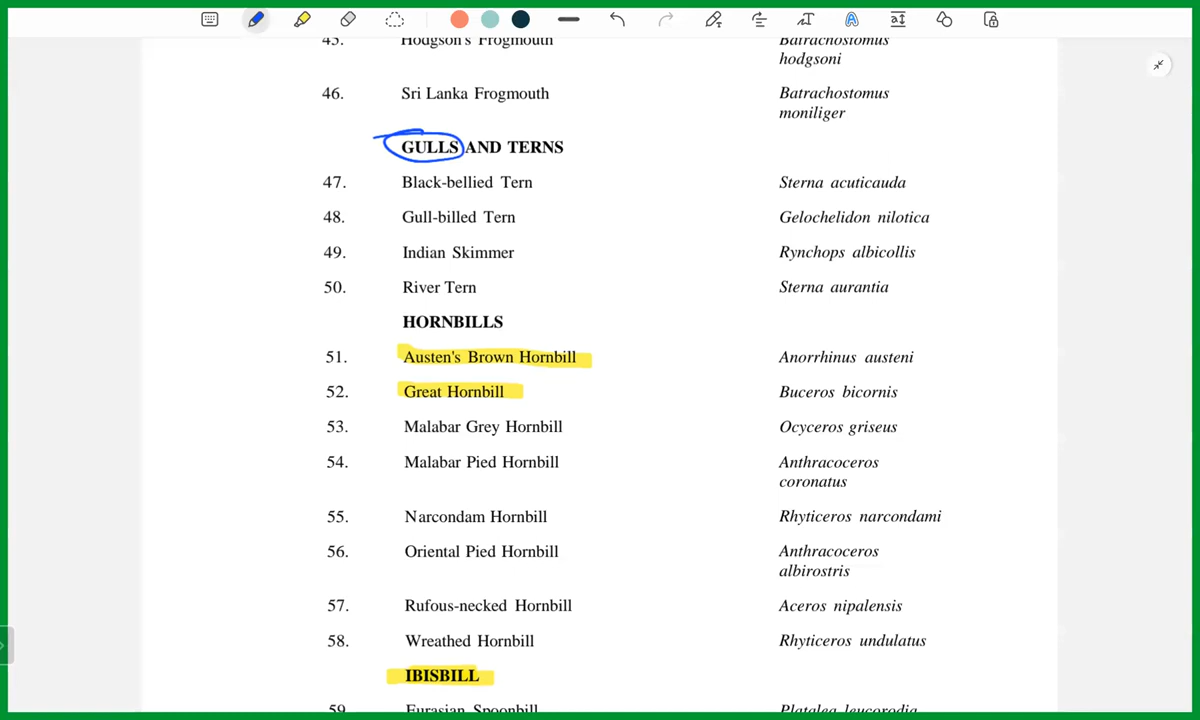 45. Hodgson's Frogmouth Batrachostomus
hodgsoni
46. Sri Lanka Frogmouth Batrachostomus
moniliger
GULLS AND TERNS
47. Black-bellied Tern Sterna acuticauda
48. Gull-billed Tern Gelochelidon nilotica
49. Indian Skimmer Rynchops albicollis
50. River Tern Sterna aurantia
HORNBILLS
51. Austen's Brown Hornbill Anorrhinus austeni
52. Great Hornbill Buceros bicornis
53. Malabar Grey Hornbill Ocyceros griseus
54. Malabar Pied Hornbill Anthracoceros
coronatus
55. Narcondam Hornbill Rhyticeros narcondami
56. Oriental Pied Hornbill Anthracoceros
albirostris
57. Rufous-necked Hornbill Aceros nipalensis
58. Wreathed Hornbill Rhyticeros undulatus
IBISBILL
59. Eurasian Spoonbill Platalea leucorodia